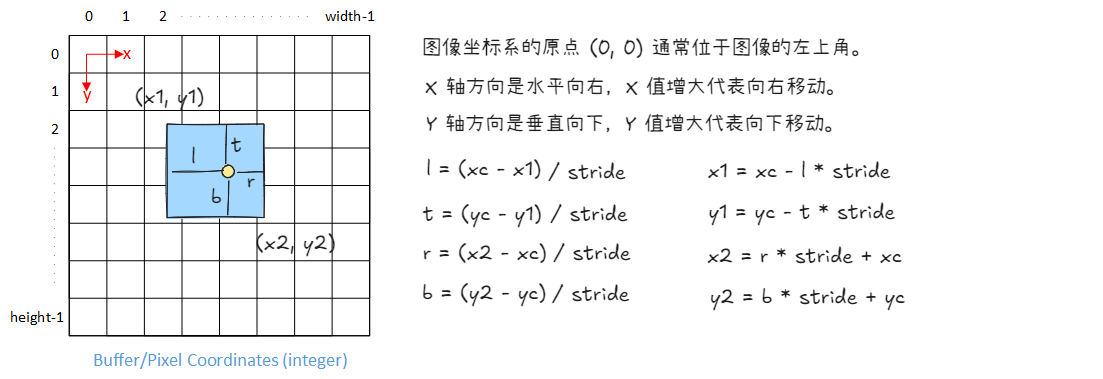 0 1 2 width-1
0
1
2
height-1
x
y
(x1, y1)
l
t
r
b
(x2, y2)
Buffer/Pixel Coordinates (integer)
图像坐标系的原点 (0, 0) 通常位于图像的左上角。
X 轴方向是水平向右, X 值增大代表向右移动。
Y 轴方向是垂直向下, Y 值增大代表向下移动。
l = (xc - x1) / stride
t = (yc - y1) / stride
r = (x2 - xc) / stride
b = (y2 - yc) / stride
x1 = xc - l * stride
y1 = yc - t * stride
x2 = r * stride + xc
y2 = b * stride + yc